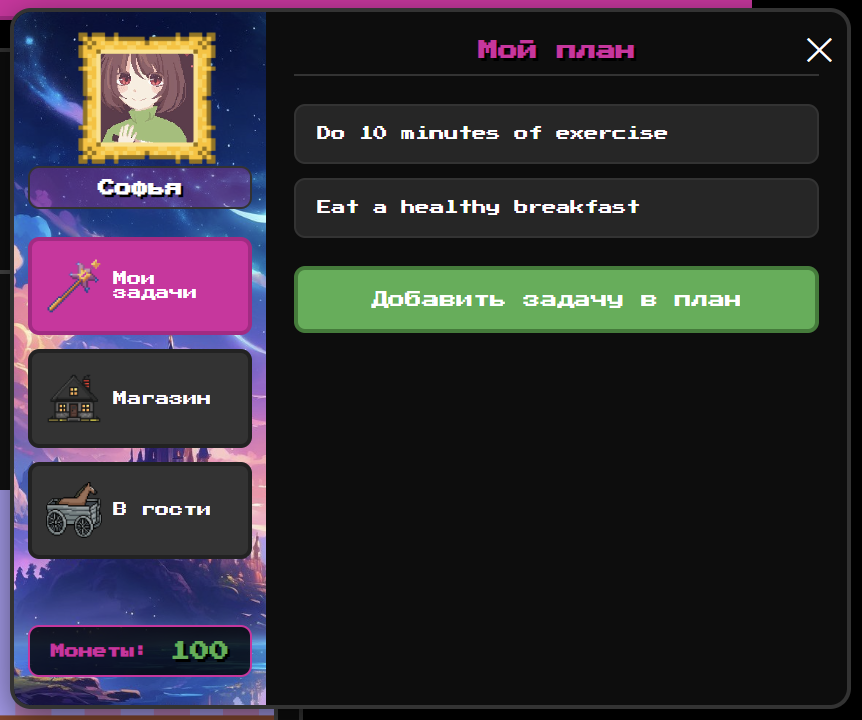 Софья
Мои
задачи
Магазин
В гости
Монеты: 100
Мой план
Do 10 minutes of exercise
Eat a healthy breakfast
Добавить задачу в план